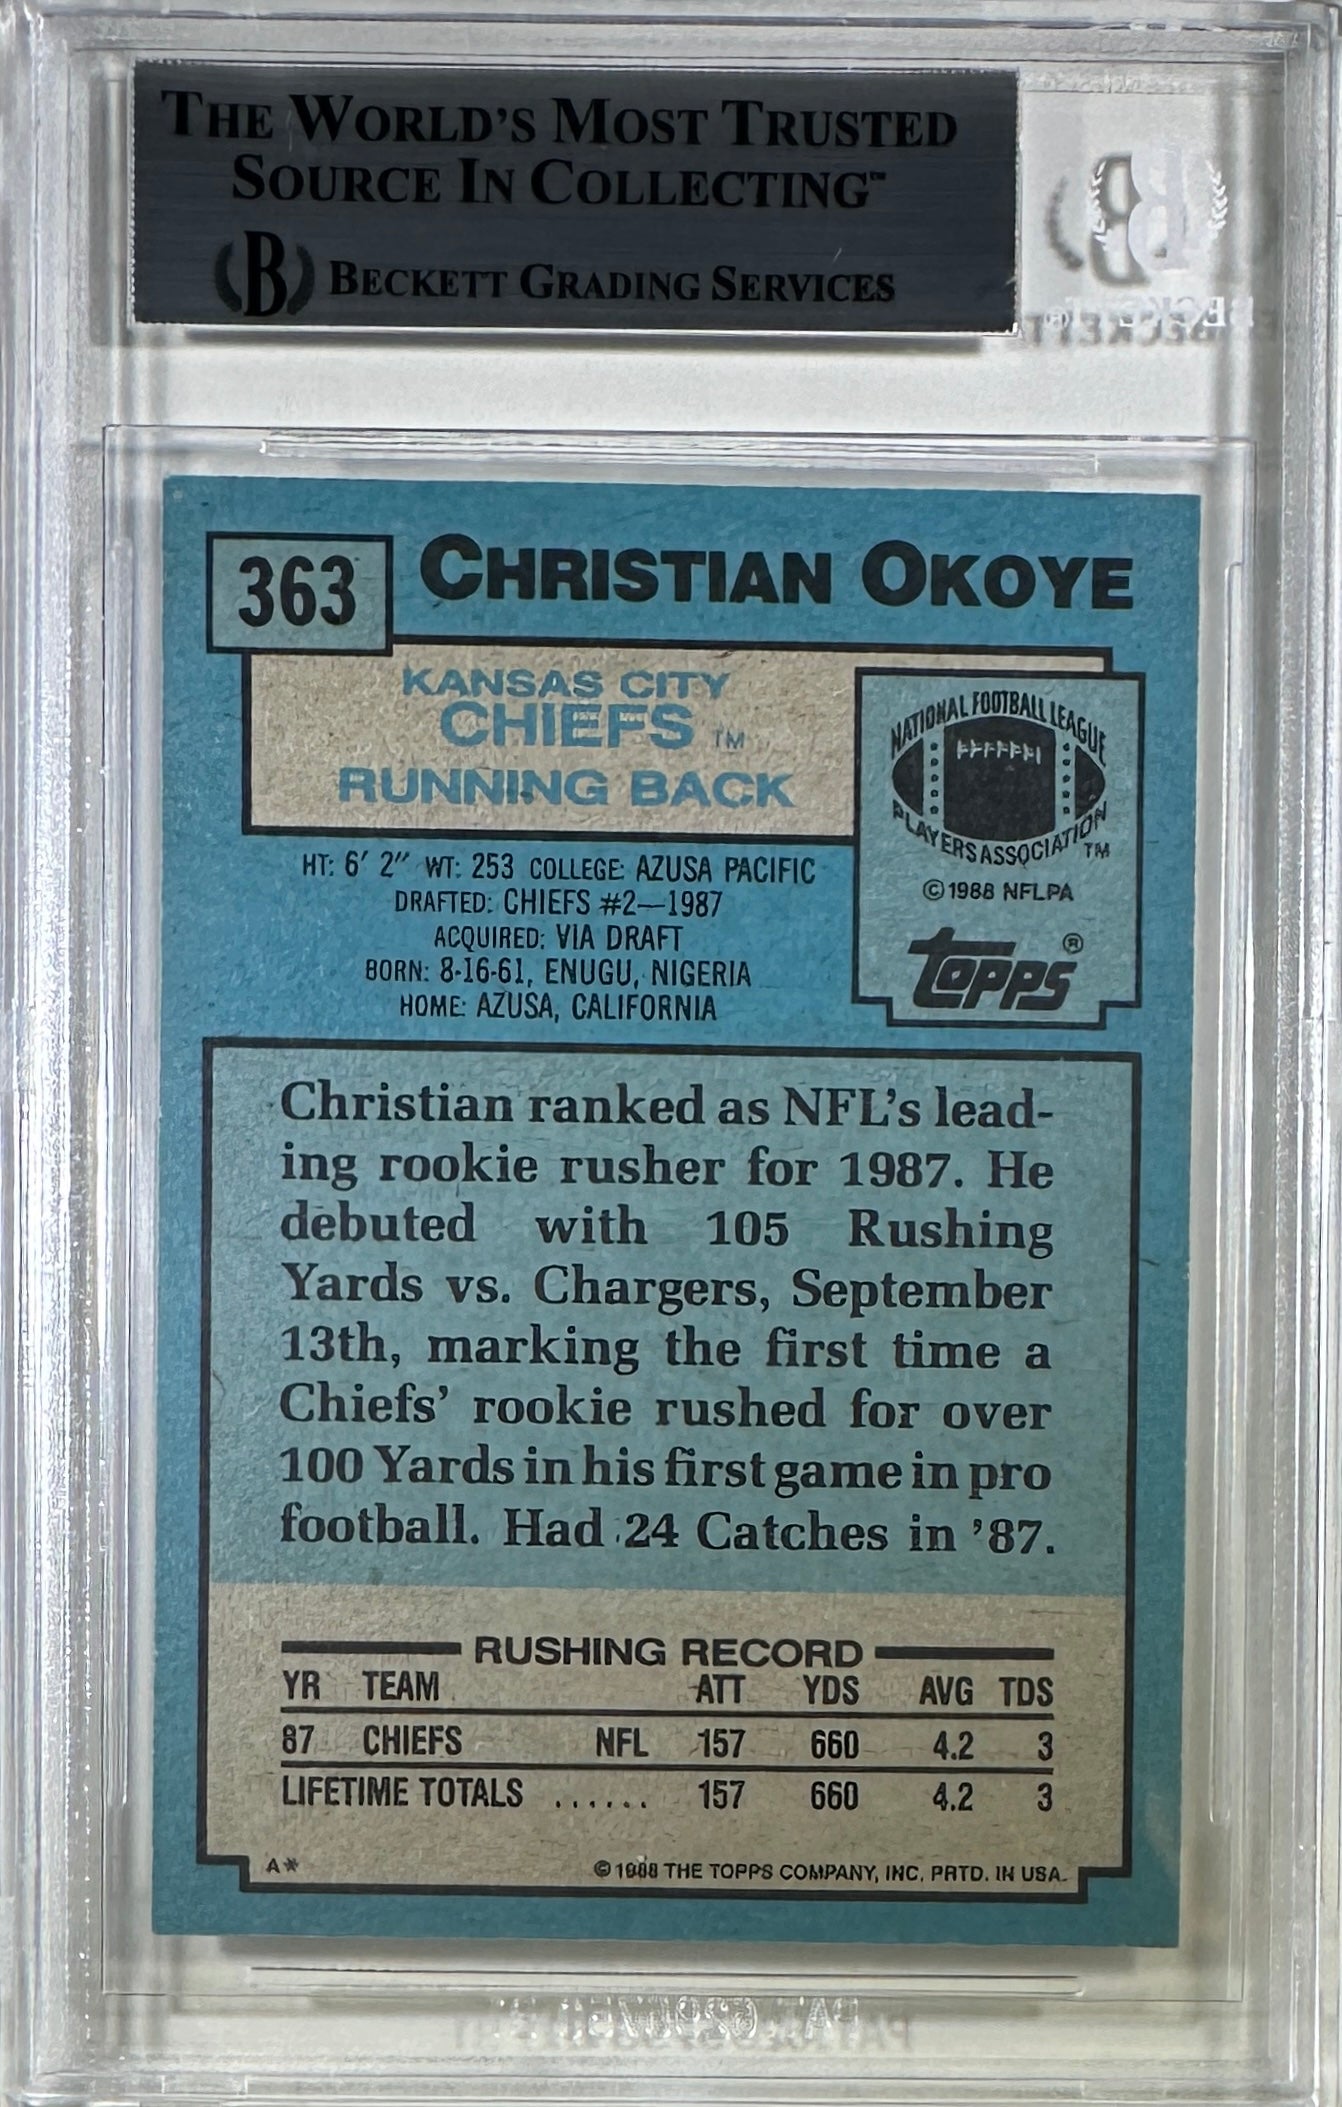 THE WORLD'S MOST TRUSTED
SOURCE IN COLLECTING™
B BECKETT GRADING SERVICES
B
BECKETT
363 CHRISTIAN OKOYE
KANSAS CITY
CHIEFS TM
RUNNING BACK
NATIONAL FOOTBALL LEAGUE
PLAYERS ASSOCIATION TM
©1988 NFLPA
topps®
HT: 6′ 2″ WT: 253 COLLEGE: AZUSA PACIFIC
DRAFTED: CHIEFS #2—1987
ACQUIRED: VIA DRAFT
BORN: 8-16-61, ENUGU, NIGERIA
HOME: AZUSA, CALIFORNIA
Christian ranked as NFL's lead-
ing rookie rusher for 1987. He
debuted with 105 Rushing
Yards vs. Chargers, September
13th, marking the first time a
Chiefs' rookie rushed for over
100 Yards in his first game in pro
football. Had 24 Catches in '87.
RUSHING RECORD
YR TEAM ATT YDS AVG TDS
87 CHIEFS NFL 157 660 4.2 3
LIFETIME TOTALS ...... 157 660 4.2 3
A* © 1988 THE TOPPS COMPANY, INC. PRTD. IN USA.